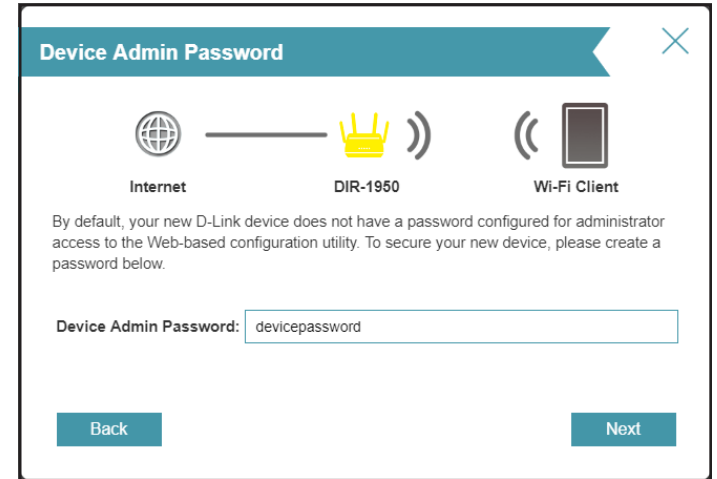 Device Admin Password
Internet
DIR-1950
Wi-Fi Client
By default, your new D-Link device does not have a password configured for administrator
access to the Web-based configuration utility. To secure your new device, please create a
password below.
Device Admin Password: devicepassword
Back
Next